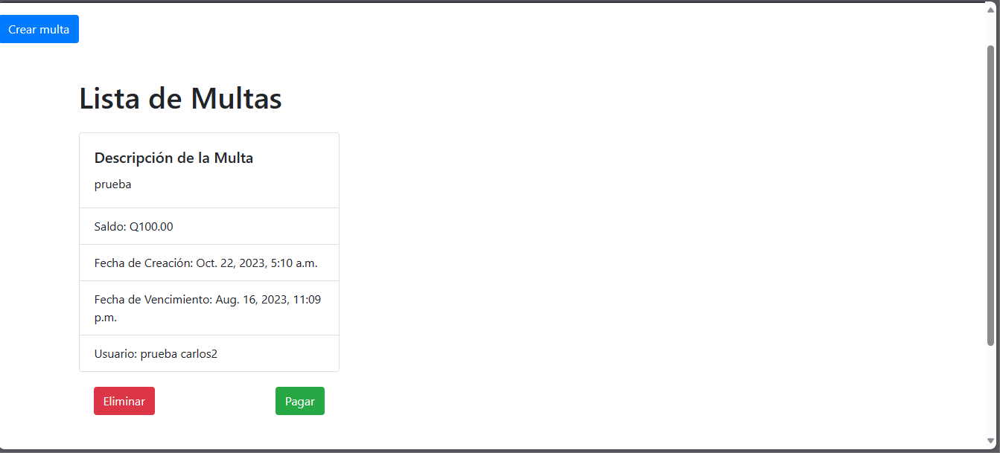 Crear multa
Lista de Multas
Descripción de la Multa
prueba
Saldo: Q100.00
Fecha de Creación: Oct. 22, 2023, 5:10 a.m.
Fecha de Vencimiento: Aug. 16, 2023, 11:09
p.m.
Usuario: prueba carlos2
Eliminar
Pagar